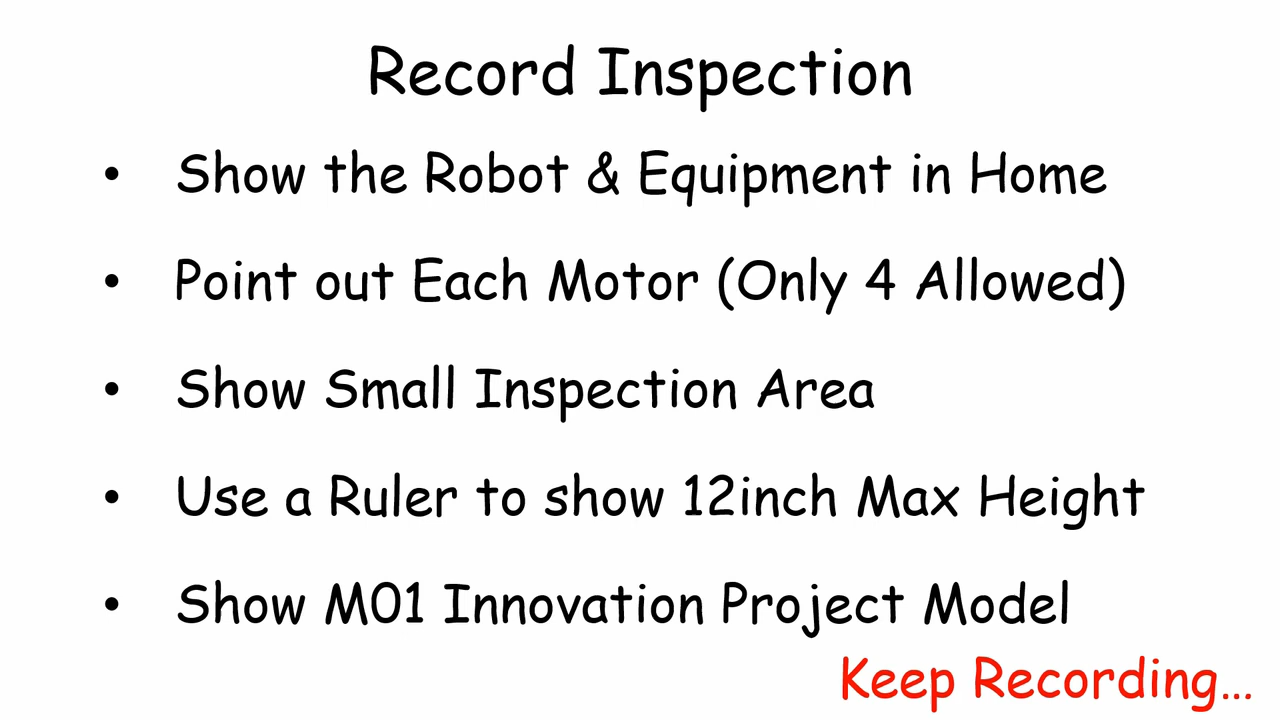 Record Inspection
• Show the Robot & Equipment in Home
• Point out Each Motor (Only 4 Allowed)
• Show Small Inspection Area
• Use a Ruler to show 12inch Max Height
• Show M01 Innovation Project Model
Keep Recording...